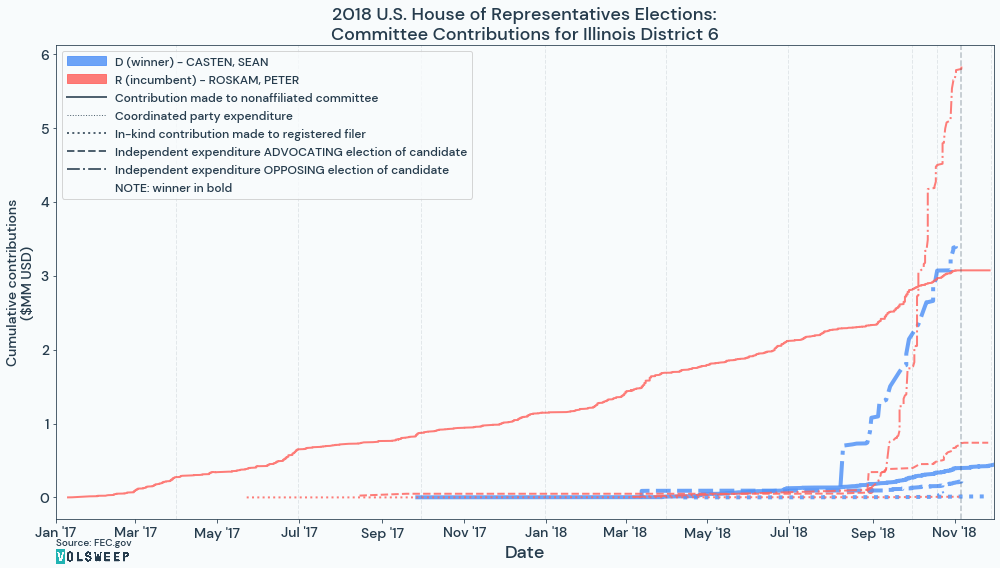 2018 U.S. House of Representatives Elections:
Committee Contributions for Illinois District 6
D (winner) – CASTEN, SEAN
R (incumbent) – ROSKAM, PETER
Contribution made to nonaffiliated committee
Coordinated party expenditure
In-kind contribution made to registered filer
Independent expenditure ADVOCATING election of candidate
Independent expenditure OPPOSING election of candidate
NOTE: winner in bold
Cumulative contributions
($MM USD)
6
5
4
3
2
1
0
Jan '17 Mar '17 May '17 Jul '17 Sep '17 Nov '17 Jan '18 Mar '18 May '18 Jul '18 Sep '18 Nov '18
Date
Source: FEC.gov
VOLSWEEP